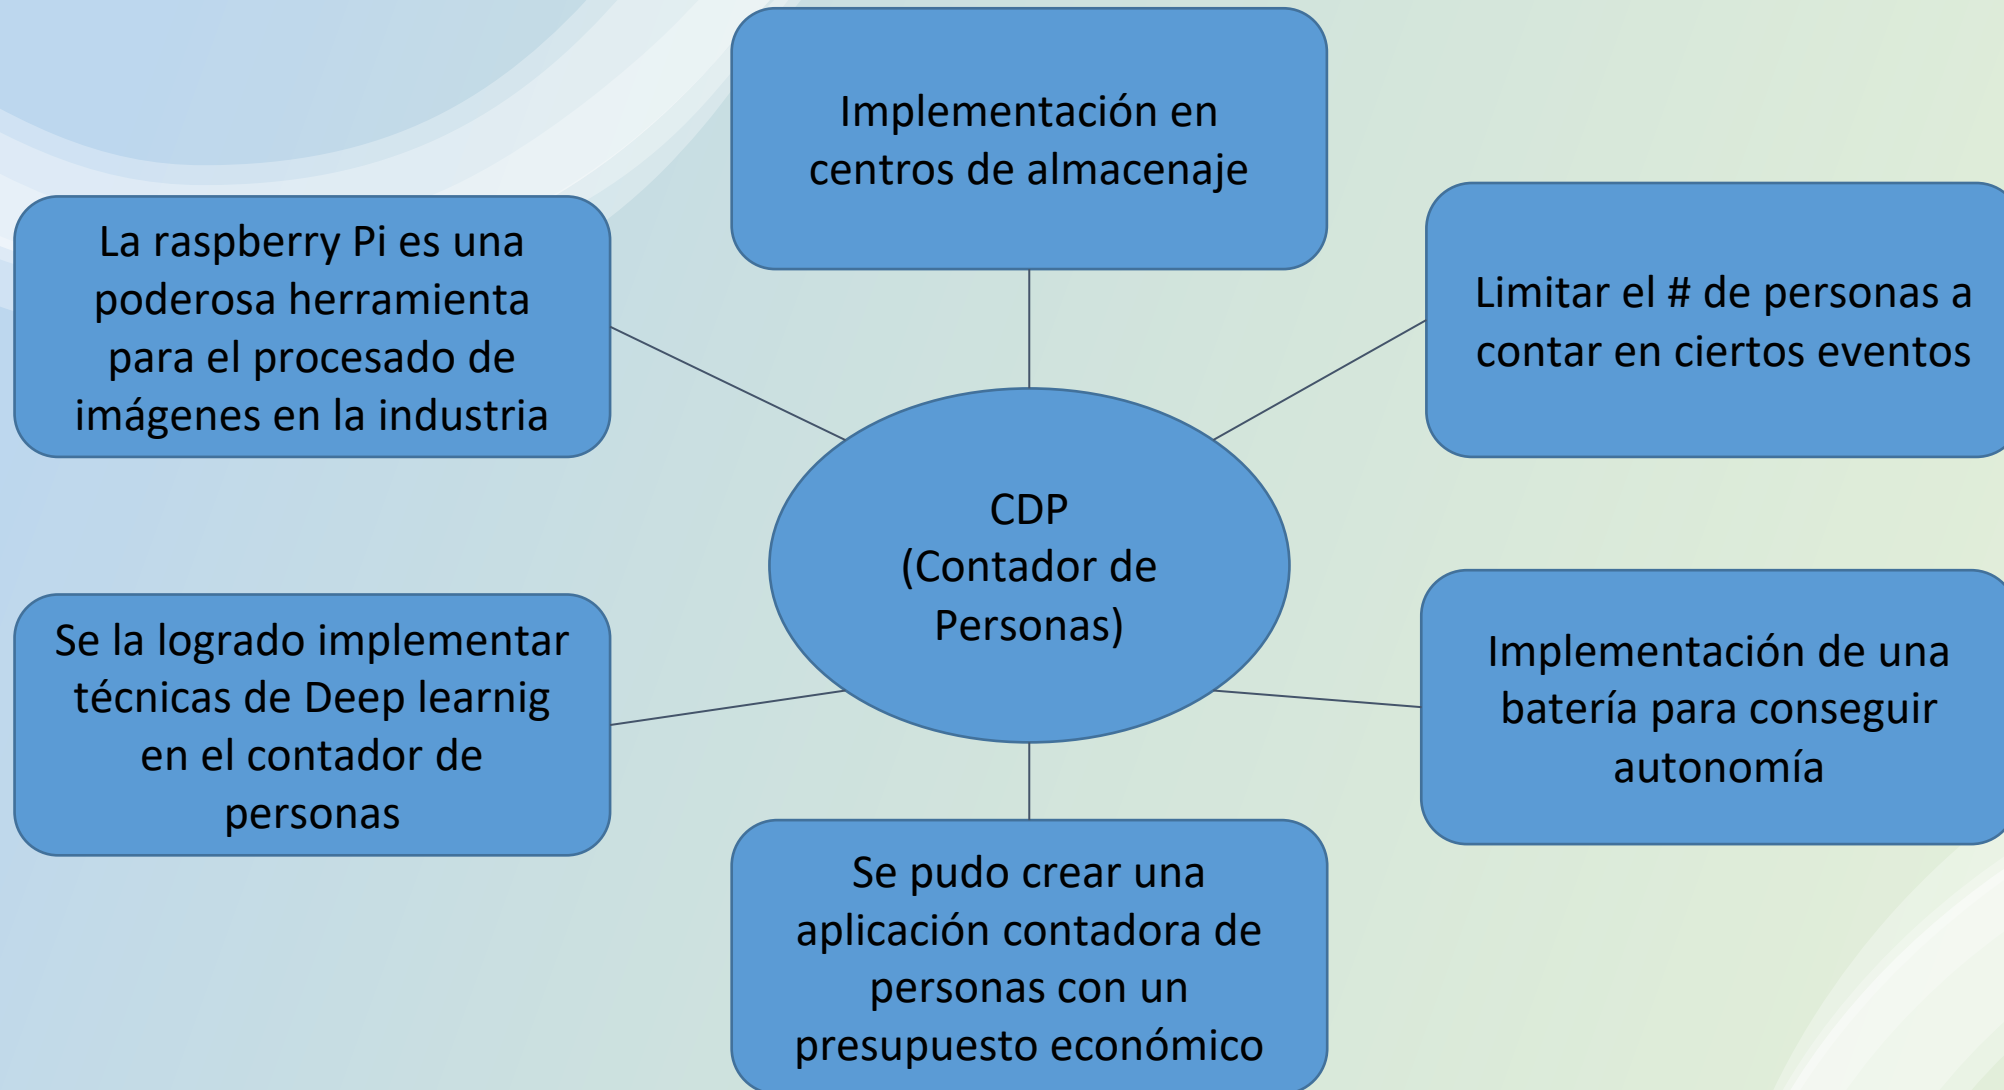 Implementación en
centros de almacenaje
La raspberry Pi es una
poderosa herramienta
para el procesado de
imágenes en la industria
Limitar el # de personas a
contar en ciertos eventos
CDP
(Contador de
Personas)
Se la logrado implementar
técnicas de Deep learnig
en el contador de
personas
Implementación de una
batería para conseguir
autonomía
Se pudo crear una
aplicación contadora de
personas con un
presupuesto económico